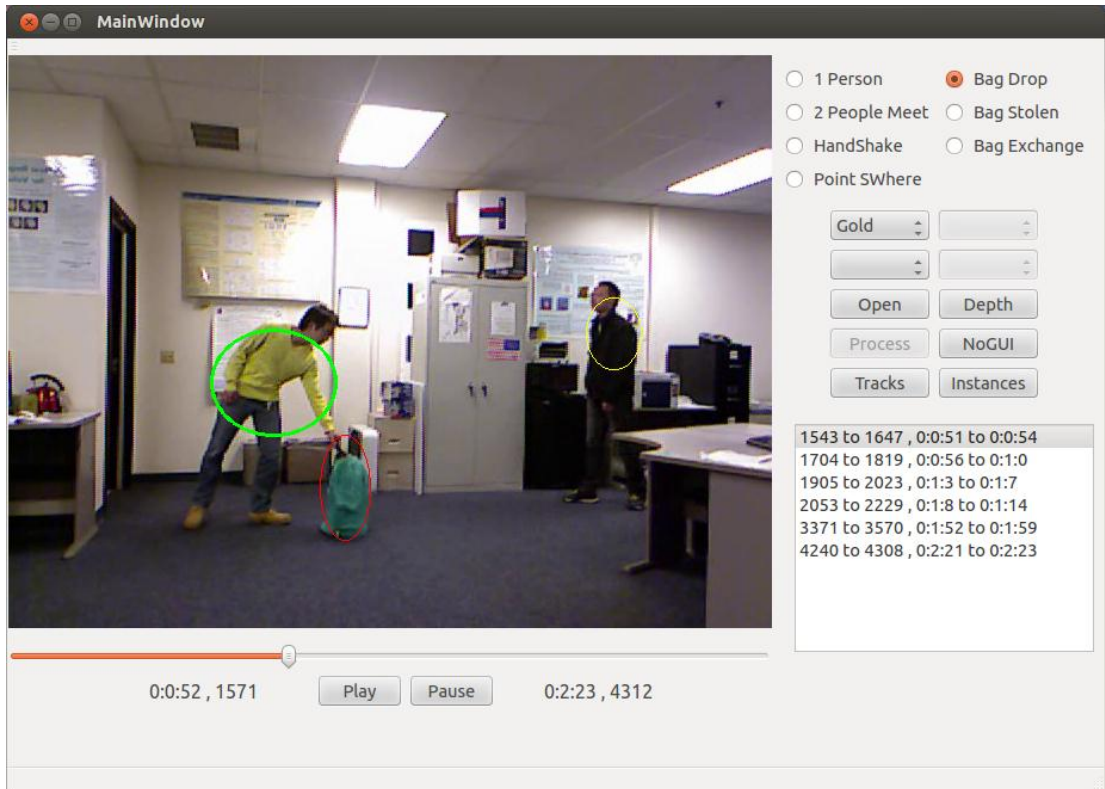 MainWindow
1 Person
Bag Drop
2 People Meet
Bag Stolen
HandShake
Bag Exchange
Point SWhere
Gold
Open
Depth
Process
NoGUI
Tracks
Instances
1543 to 1647 , 0:0:51 to 0:0:54
1704 to 1819 , 0:0:56 to 0:1:0
1905 to 2023 , 0:1:3 to 0:1:7
2053 to 2229 , 0:1:8 to 0:1:14
3371 to 3570 , 0:1:52 to 0:1:59
4240 to 4308 , 0:2:21 to 0:2:23
0:0:52 , 1571
Play
Pause
0:2:23 , 4312